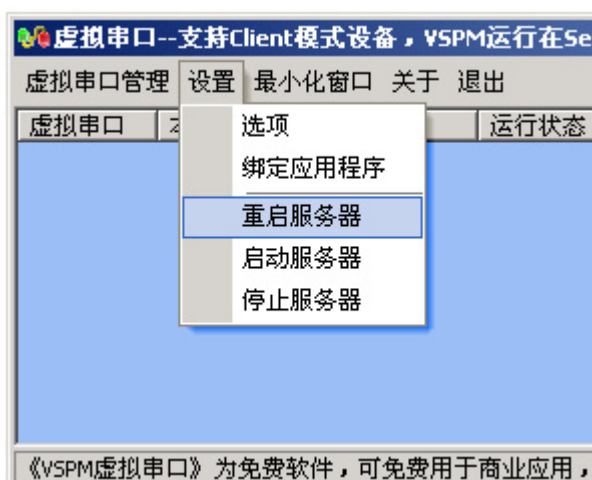 虚拟串口--支持Client模式设备，VSPM运行在Se
虚拟串口管理 设置 最小化窗口 关于 退出
虚拟串口 运行状态
选项
绑定应用程序
重启服务器
启动服务器
停止服务器
《VSPM虚拟串口》为免费软件，可免费用于商业应用，